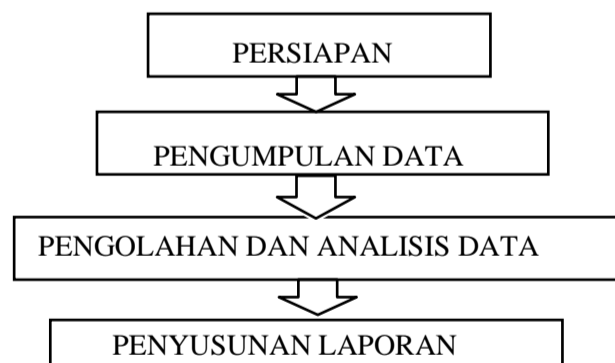 PERSIAPAN
PENGUMPULAN DATA
PENGOLAHAN DAN ANALISIS DATA
PENYUSUNAN LAPORAN